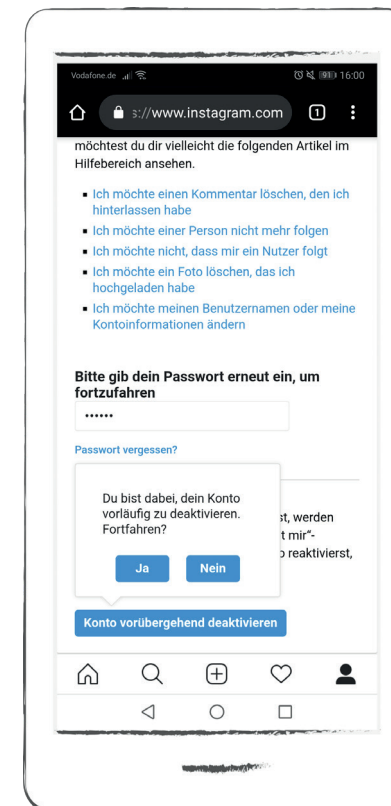 Vodafone.de 91 16:00
s://www.instagram.com 1
möchtest du dir vielleicht die folgenden Artikel im
Hilfebereich ansehen.
Ich möchte einen Kommentar löschen, den ich
hinterlassen habe
Ich möchte einer Person nicht mehr folgen
Ich möchte nicht, dass mir ein Nutzer folgt
Ich möchte ein Foto löschen, das ich
hochgeladen habe
Ich möchte meinen Benutzernamen oder meine
Kontoinformationen ändern
Bitte gib dein Passwort erneut ein, um
fortzufahren
••••••
Passwort vergessen?
Du bist dabei, dein Konto
vorläufig zu deaktivieren.
Fortfahren?
Ja Nein
st, werden
t mir"-
reaktivierst,
Konto vorübergehend deaktivieren